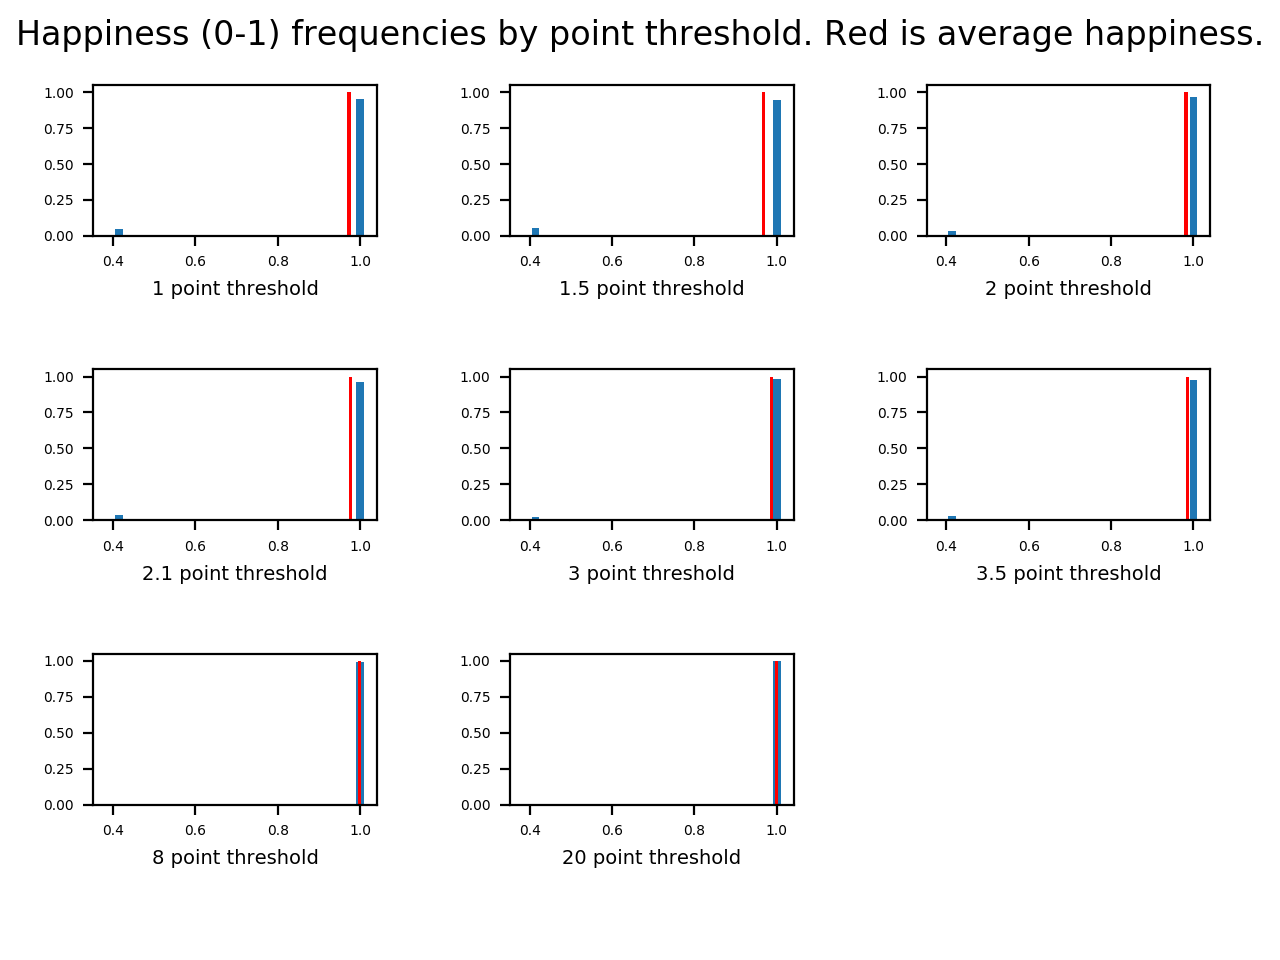 Happiness (0-1) frequencies by point threshold. Red is average happiness.
1.00 1.00 1.00
0.75 0.75 0.75
0.50 0.50 0.50
0.25 0.25 0.25
0.00 0.00 0.00
0.4 0.6 0.8 1.0 0.4 0.6 0.8 1.0 0.4 0.6 0.8 1.0
1 point threshold 1.5 point threshold 2 point threshold
1.00 1.00 1.00
0.75 0.75 0.75
0.50 0.50 0.50
0.25 0.25 0.25
0.00 0.00 0.00
0.4 0.6 0.8 1.0 0.4 0.6 0.8 1.0 0.4 0.6 0.8 1.0
2.1 point threshold 3 point threshold 3.5 point threshold
1.00 1.00
0.75 0.75
0.50 0.50
0.25 0.25
0.00 0.00
0.4 0.6 0.8 1.0 0.4 0.6 0.8 1.0
8 point threshold 20 point threshold